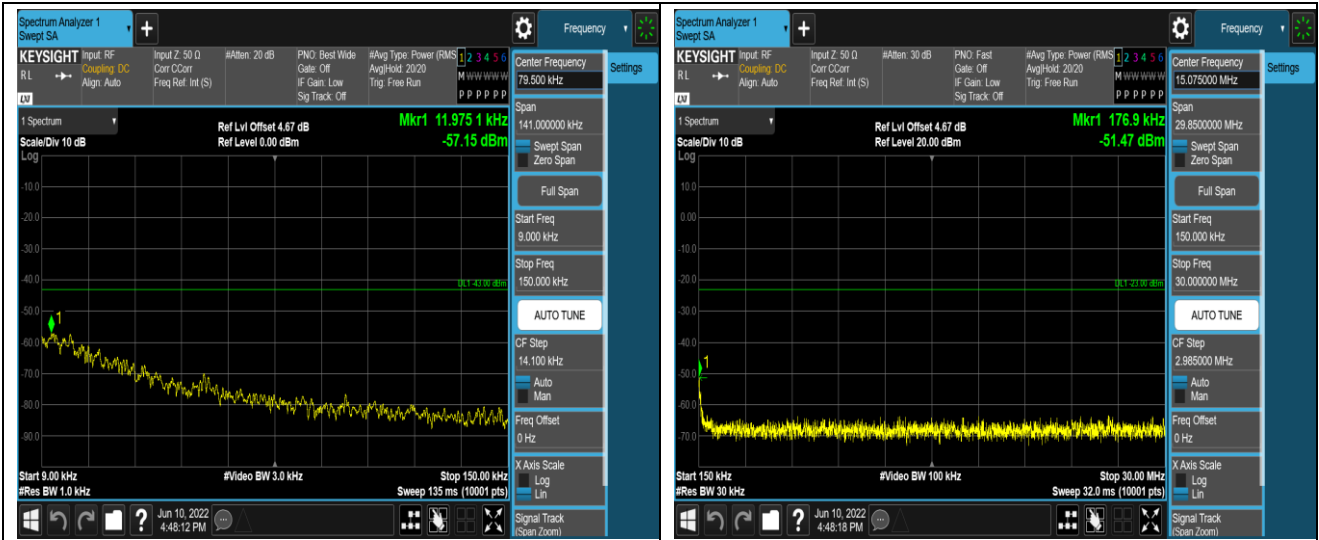 Spectrum Analyzer 1
Swept SA
+
Frequency
KEYSIGHT
Input: RF
Input Z: 50 Ω
#Atten: 20 dB
PNO: Best Wide
#Avg Type: Power (RMS
1 2 3 4 5 6
RL
Coupling: DC
Corr CCorr
Gate: Off
Avg|Hold: 20/20
M W W W W W
Align: Auto
Freq Ref: Int (S)
IF Gain: Low
Trig: Free Run
Sig Track: Off
P P P P P P
LXI
Center Frequency
79.500 kHz
Settings
Span
141.000000 kHz
Swept Span
Zero Span
Full Span
Start Freq
9.000 kHz
Stop Freq
150.000 kHz
AUTO TUNE
CF Step
14.100 kHz
Auto
Man
Freq Offset
0 Hz
X Axis Scale
Log
Lin
Signal Track
(Span Zoom)
1 Spectrum
Scale/Div 10 dB
Ref Lvl Offset 4.67 dB
Ref Level 0.00 dBm
Mkr1 11.975 1 kHz
-57.15 dBm
Log
-10.0
-20.0
-30.0
-40.0
DL1 -43.00 dBm
-50.0
1
-60.0
-70.0
-80.0
-90.0
Start 9.00 kHz
#Video BW 3.0 kHz
Stop 150.00 kHz
#Res BW 1.0 kHz
Sweep 135 ms (10001 pts)
?
Jun 10, 2022
4:48:12 PM
Spectrum Analyzer 1
Swept SA
+
Frequency
KEYSIGHT
Input: RF
Input Z: 50 Ω
#Atten: 30 dB
PNO: Fast
#Avg Type: Power (RMS
1 2 3 4 5 6
RL
Coupling: DC
Corr CCorr
Gate: Off
Avg|Hold: 20/20
M W W W W W
Align: Auto
Freq Ref: Int (S)
IF Gain: Low
Trig: Free Run
Sig Track: Off
P P P P P P
LXI
Center Frequency
15.075000 MHz
Settings
Span
29.8500000 MHz
Swept Span
Zero Span
Full Span
Start Freq
150.000 kHz
Stop Freq
30.000000 MHz
AUTO TUNE
CF Step
2.985000 MHz
Auto
Man
Freq Offset
0 Hz
X Axis Scale
Log
Lin
Signal Track
(Span Zoom)
1 Spectrum
Scale/Div 10 dB
Ref Lvl Offset 4.67 dB
Ref Level 20.00 dBm
Mkr1 176.9 kHz
-51.47 dBm
Log
10.0
0.00
-10.0
-20.0
DL1 -23.00 dBm
-30.0
-40.0
1
-50.0
-60.0
-70.0
Start 150 kHz
#Video BW 100 kHz
Stop 30.00 MHz
#Res BW 30 kHz
Sweep 32.0 ms (10001 pts)
?
Jun 10, 2022
4:48:18 PM